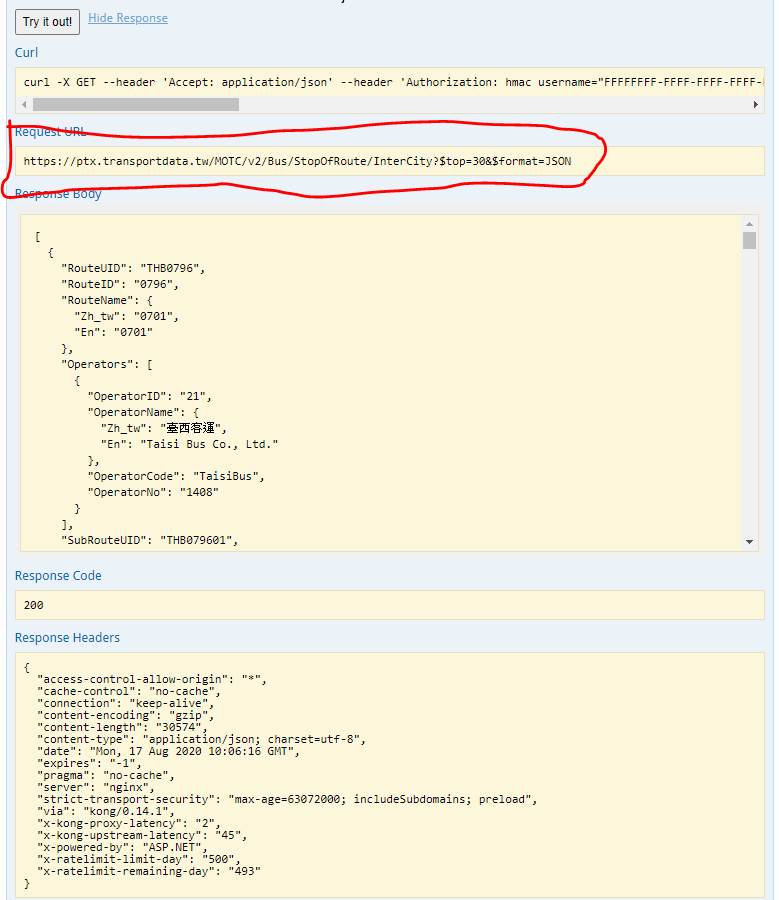 Try it out! Hide Response
Curl
curl -X GET --header 'Accept: application/json' --header 'Authorization: hmac username="FFFFFFFF-FFFF-FFFF-FFFF-
Request URL
https://ptx.transportdata.tw/MOTC/v2/Bus/StopOfRoute/InterCity?$top=30&$format=JSON
Response Body
[
{
"RouteUID": "THB0796",
"RouteID": "0796",
"RouteName": {
"Zh_tw": "0701",
"En": "0701"
},
"Operators": [
{
"OperatorID": "21",
"OperatorName": {
"Zh_tw": "臺西客運",
"En": "Taisi Bus Co., Ltd."
},
"OperatorCode": "TaisiBus",
"OperatorNo": "1408"
}
],
"SubRouteUID": "THB079601",
Response Code
200
Response Headers
{
"access-control-allow-origin": "*",
"cache-control": "no-cache",
"connection": "keep-alive",
"content-encoding": "gzip",
"content-length": "30574",
"content-type": "application/json; charset=utf-8",
"date": "Mon, 17 Aug 2020 10:06:16 GMT",
"expires": "-1",
"pragma": "no-cache",
"server": "nginx",
"strict-transport-security": "max-age=63072000; includeSubdomains; preload",
"via": "kong/0.14.1",
"x-kong-proxy-latency": "2",
"x-kong-upstream-latency": "45",
"x-powered-by": "ASP.NET",
"x-ratelimit-limit-day": "500",
"x-ratelimit-remaining-day": "493"
}